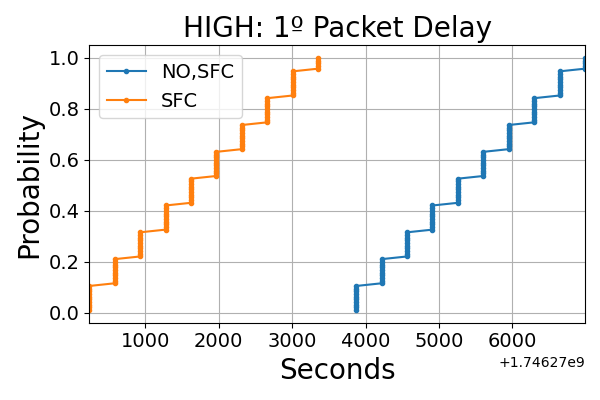 HIGH: 1º Packet Delay
NO,SFC
SFC
Probability
1.0
0.8
0.6
0.4
0.2
0.0
1000 2000 3000 4000 5000 6000
+1.74627e9
Seconds